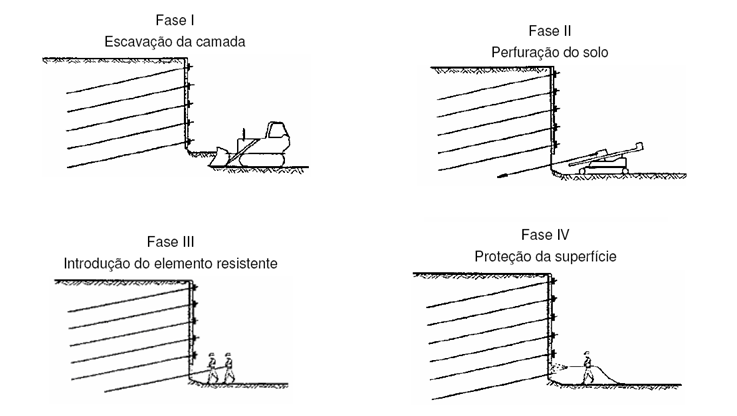 Fase I
Escavação da camada
Fase II
Perfuração do solo
Fase III
Introdução do elemento resistente
Fase IV
Proteção da superfície